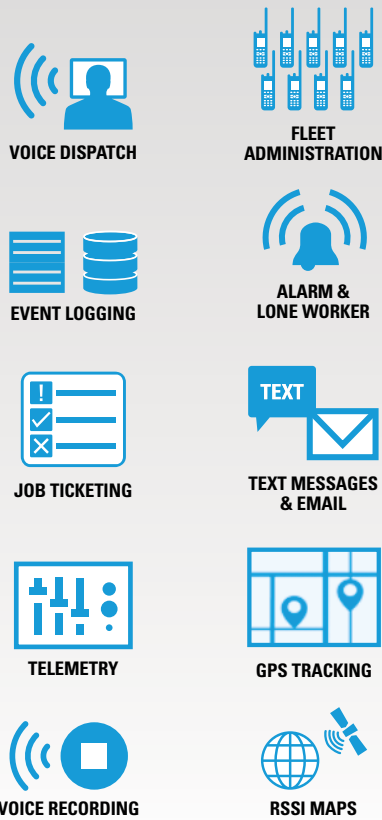 VOICE DISPATCH
FLEET
ADMINISTRATION
EVENT LOGGING
ALARM &
LONE WORKER
!
JOB TICKETING
TEXT
TEXT MESSAGES
& EMAIL
TELEMETRY
GPS TRACKING
VOICE RECORDING
RSSI MAPS